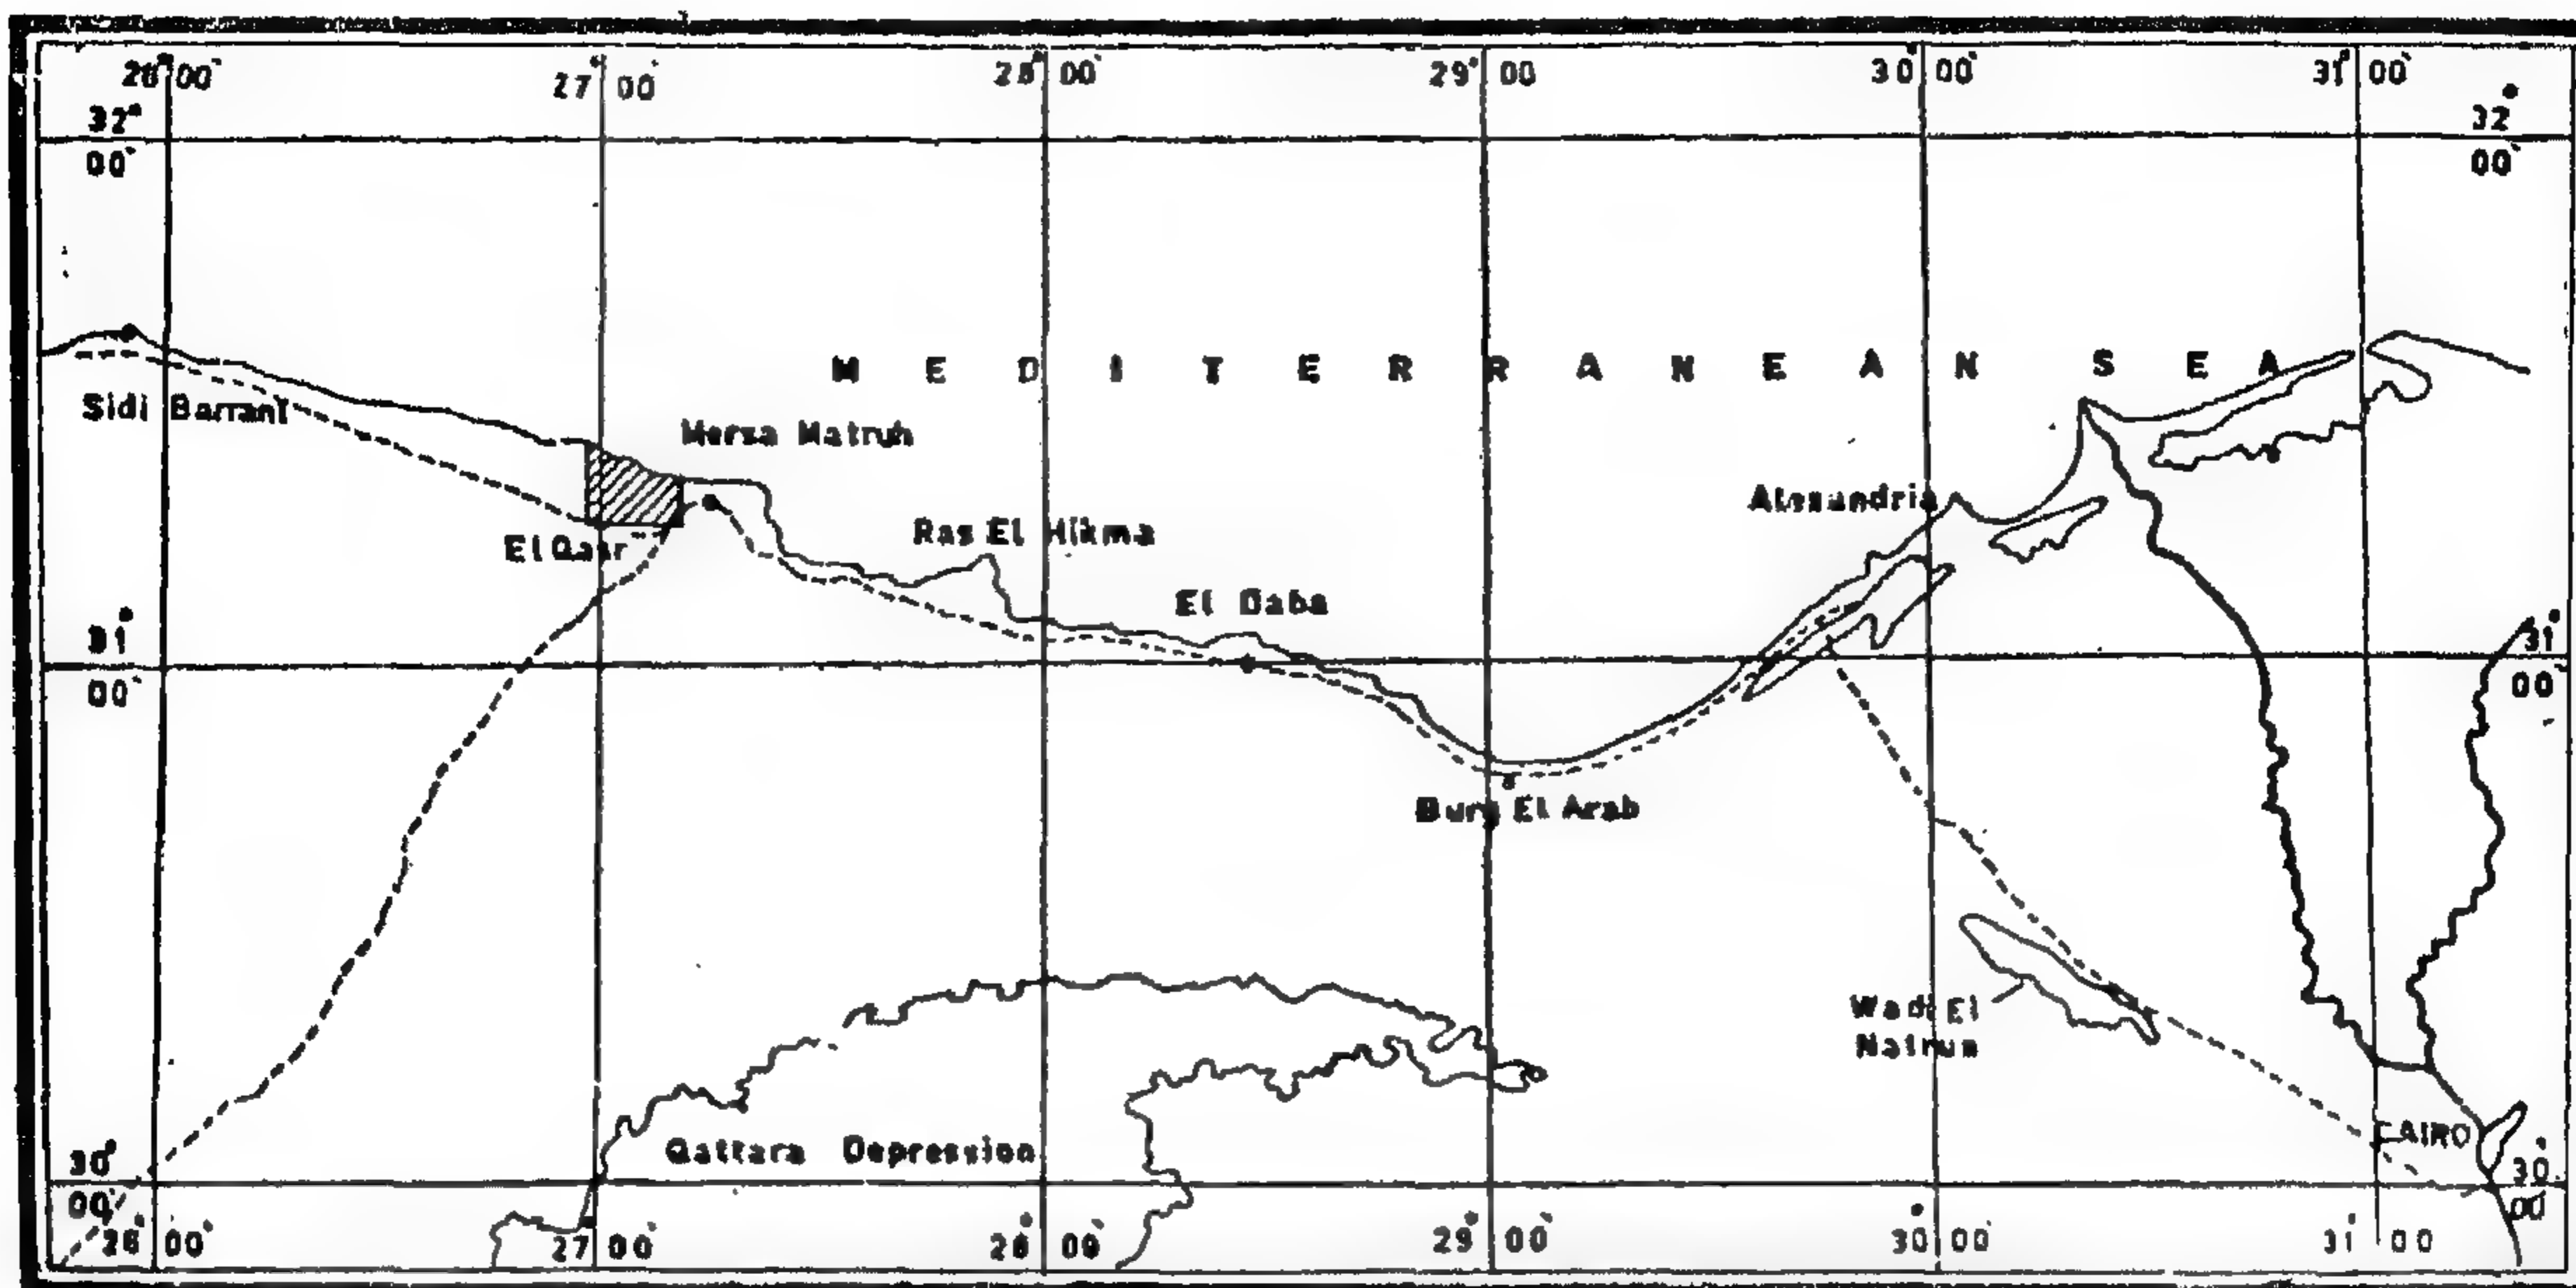 26°00` 27°00` 28°00` 29°00 30°00` 31°00`
32° 32°
00` 00`
MEDITERRANEAN SEA
Sidi Barrani
Mersa Matruh
Alexandria
El Qasr
Ras El Hikma
El Daba
31° 31°
00` 00`
Burg El Arab
Wadi El
Natrun
Qattara Depression
CAIRO
30° 30°
00` 00`
26°00` 27°00` 28°00` 29°00` 30°00` 31°00